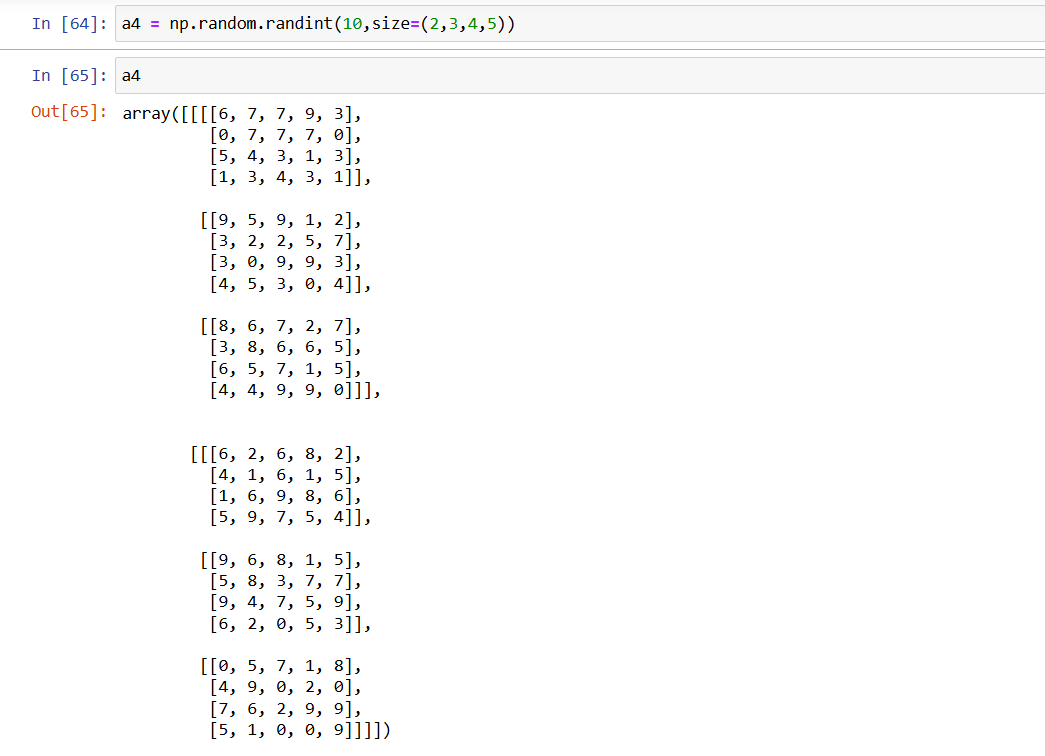 In [64]: a4 = np.random.randint(10,size=(2,3,4,5))
In [65]: a4
Out[65]: array([[[[6, 7, 7, 9, 3],
[0, 7, 7, 7, 0],
[5, 4, 3, 1, 3],
[1, 3, 4, 3, 1]],
[[9, 5, 9, 1, 2],
[3, 2, 2, 5, 7],
[3, 0, 9, 9, 3],
[4, 5, 3, 0, 4]],
[[8, 6, 7, 2, 7],
[3, 8, 6, 6, 5],
[6, 5, 7, 1, 5],
[4, 4, 9, 9, 0]]],
[[[6, 2, 6, 8, 2],
[4, 1, 6, 1, 5],
[1, 6, 9, 8, 6],
[5, 9, 7, 5, 4]],
[[9, 6, 8, 1, 5],
[5, 8, 3, 7, 7],
[9, 4, 7, 5, 9],
[6, 2, 0, 5, 3]],
[[0, 5, 7, 1, 8],
[4, 9, 0, 2, 0],
[7, 6, 2, 9, 9],
[5, 1, 0, 0, 9]]]])